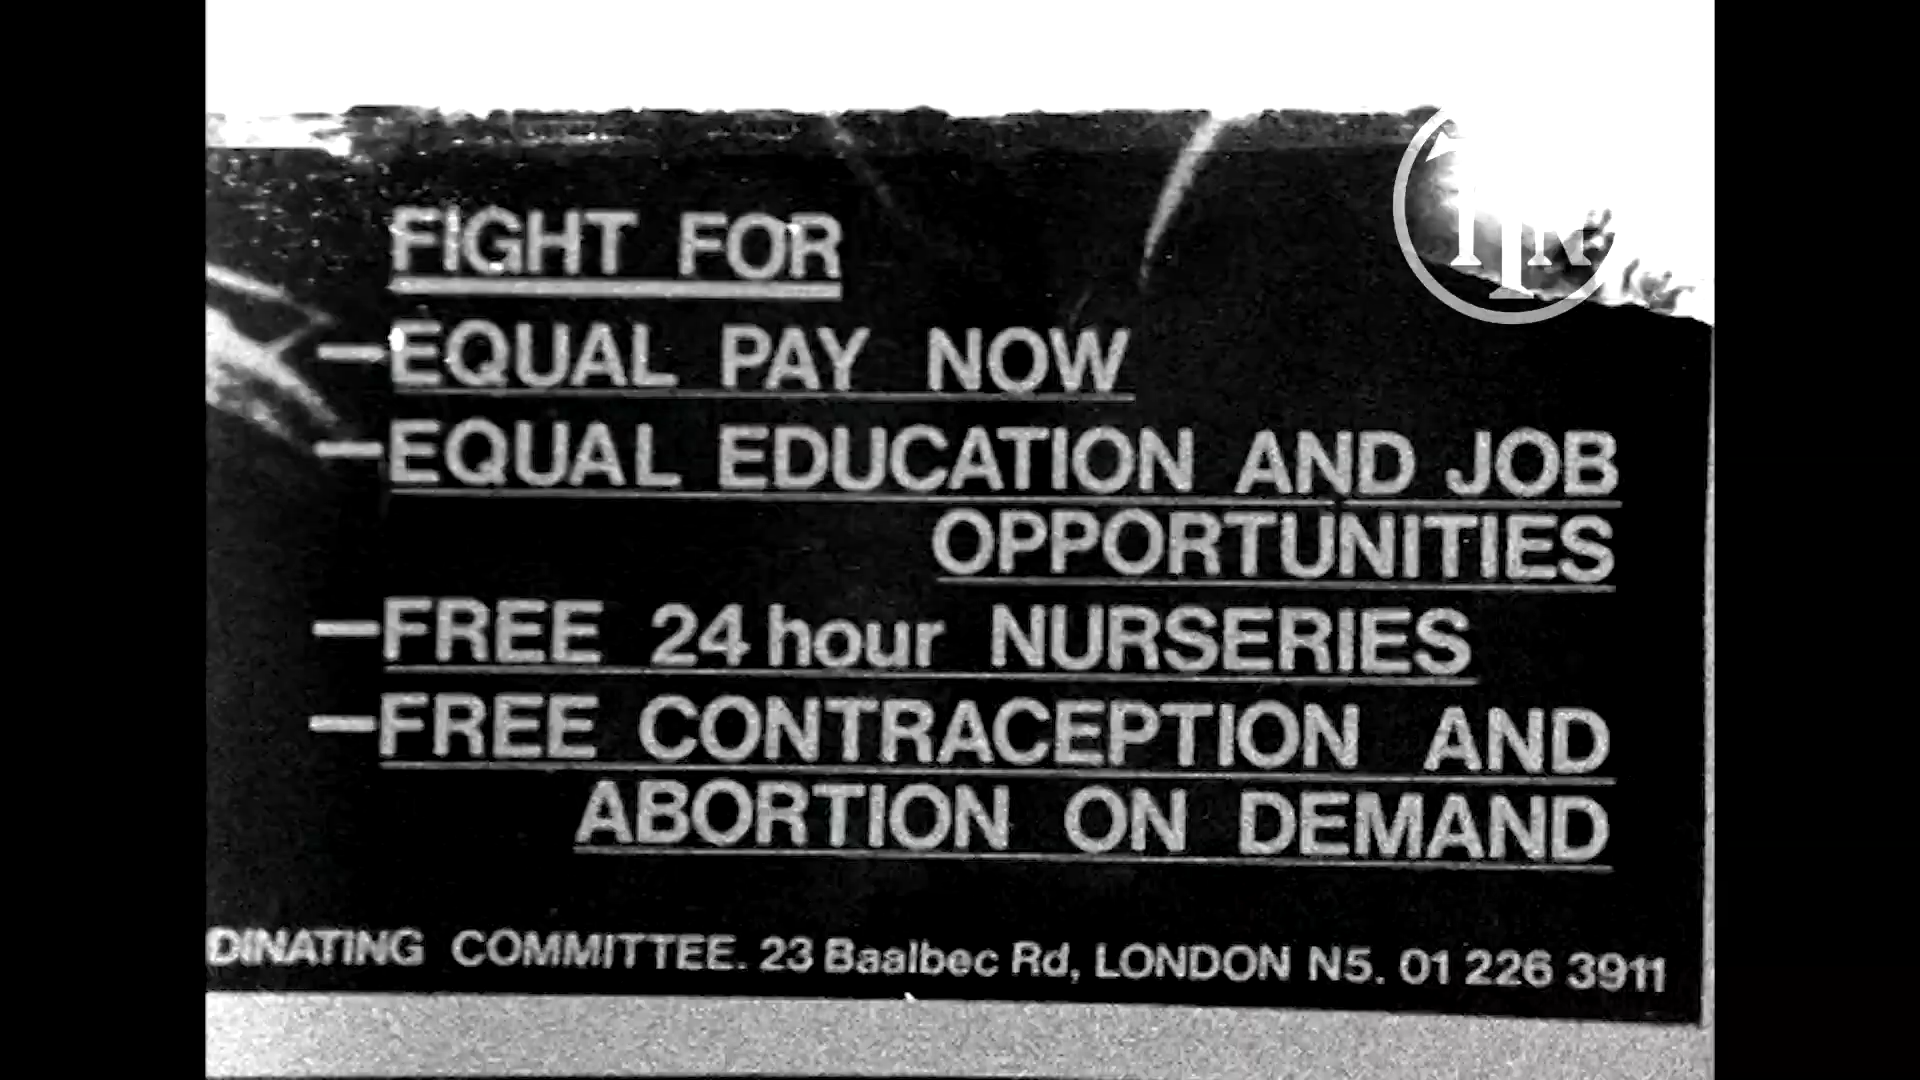 FIGHT FOR
—EQUAL PAY NOW
—EQUAL EDUCATION AND JOB
OPPORTUNITIES
—FREE 24 hour NURSERIES
—FREE CONTRACEPTION AND
ABORTION ON DEMAND
DINATING COMMITTEE. 23 Baalbec Rd, LONDON N5. 01 226 3911